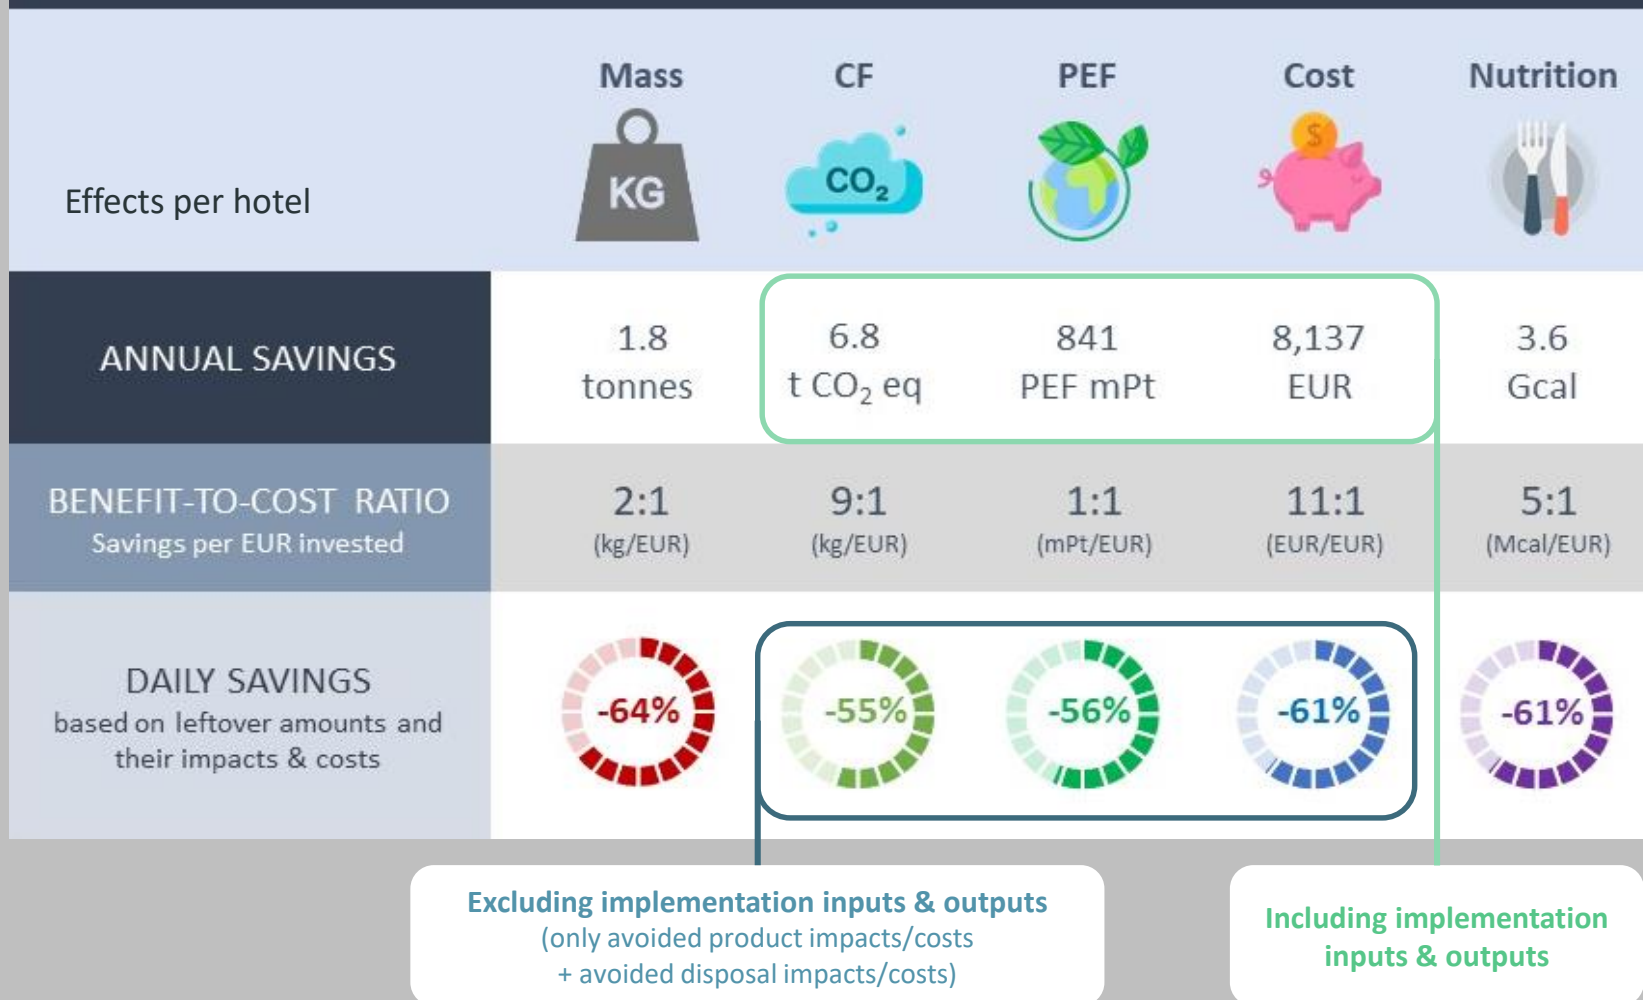 Mass CF PEF Cost Nutrition
KG CO₂ $
Effects per hotel
ANNUAL SAVINGS
1.8 6.8 841 8,137 3.6
tonnes t CO₂ eq PEF mPt EUR Gcal
BENEFIT-TO-COST RATIO
Savings per EUR invested
2:1 9:1 1:1 11:1 5:1
(kg/EUR) (kg/EUR) (mPt/EUR) (EUR/EUR) (Mcal/EUR)
DAILY SAVINGS
based on leftover amounts and
their impacts & costs
-64% -55% -56% -61% -61%
Excluding implementation inputs & outputs
(only avoided product impacts/costs
+ avoided disposal impacts/costs)
Including implementation
inputs & outputs